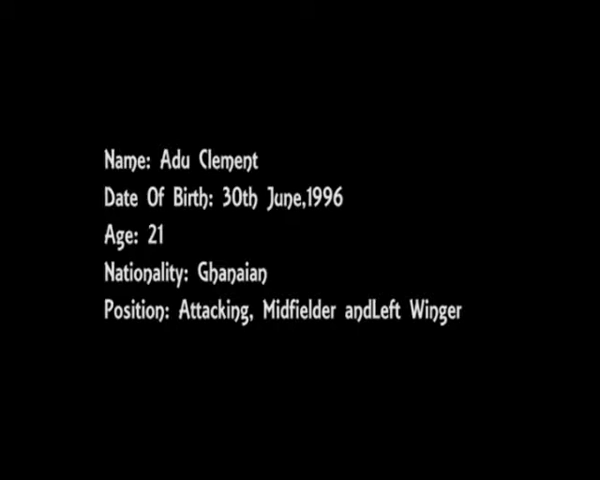 Name: Adu Clement
Date Of Birth: 30th June,1996
Age: 21
Nationality: Ghanaian
Position: Attacking, Midfielder andLeft Winger